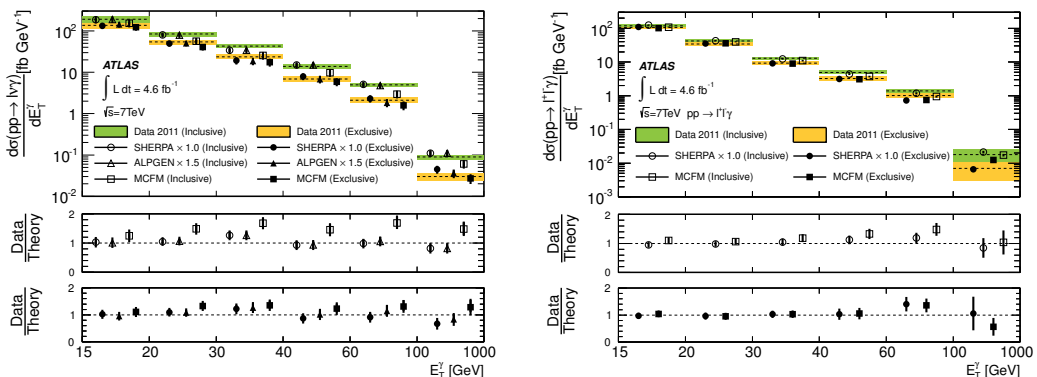 dσ(pp→ lνγ)
dE_T^γ
[fb GeV⁻¹]
10²
10
1
10⁻¹
10⁻²
ATLAS
∫ L dt = 4.6 fb⁻¹
√s=7TeV
Data 2011 (Inclusive)
Data 2011 (Exclusive)
SHERPA × 1.0 (Inclusive)
SHERPA × 1.0 (Exclusive)
ALPGEN × 1.5 (Inclusive)
ALPGEN × 1.5 (Exclusive)
MCFM (Inclusive)
MCFM (Exclusive)
Data
Theory
2
1
0
Data
Theory
2
1
0
15 20 30 40 60 100 1000
E_T^γ [GeV]
dσ(pp→ l⁺l⁻γ)
dE_T^γ
[fb GeV⁻¹]
10²
10
1
10⁻¹
10⁻²
10⁻³
ATLAS
∫ L dt = 4.6 fb⁻¹
√s=7TeV pp→ l⁺l⁻γ
Data 2011 (Inclusive)
Data 2011 (Exclusive)
SHERPA × 1.0 (Inclusive)
SHERPA × 1.0 (Exclusive)
MCFM (Inclusive)
MCFM (Exclusive)
Data
Theory
2
1
0
Data
Theory
2
1
0
15 20 30 40 60 100 1000
E_T^γ [GeV]